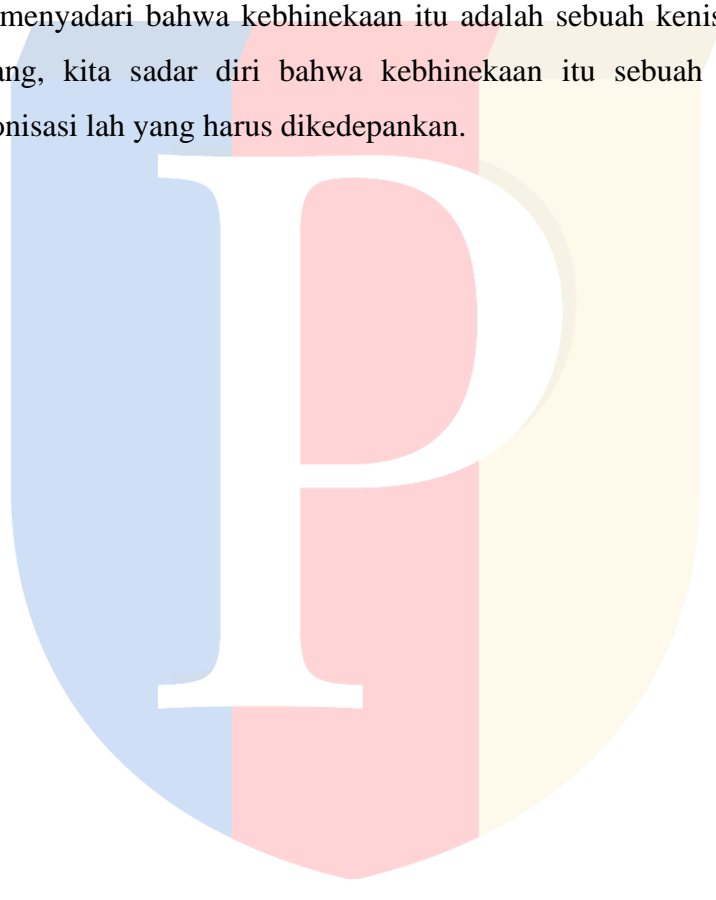 menyadari bahwa kebhinekaan itu adalah sebuah kenis
ang, kita sadar diri bahwa kebhinekaan itu sebuah
onisasi lah yang harus dikedepankan.
P